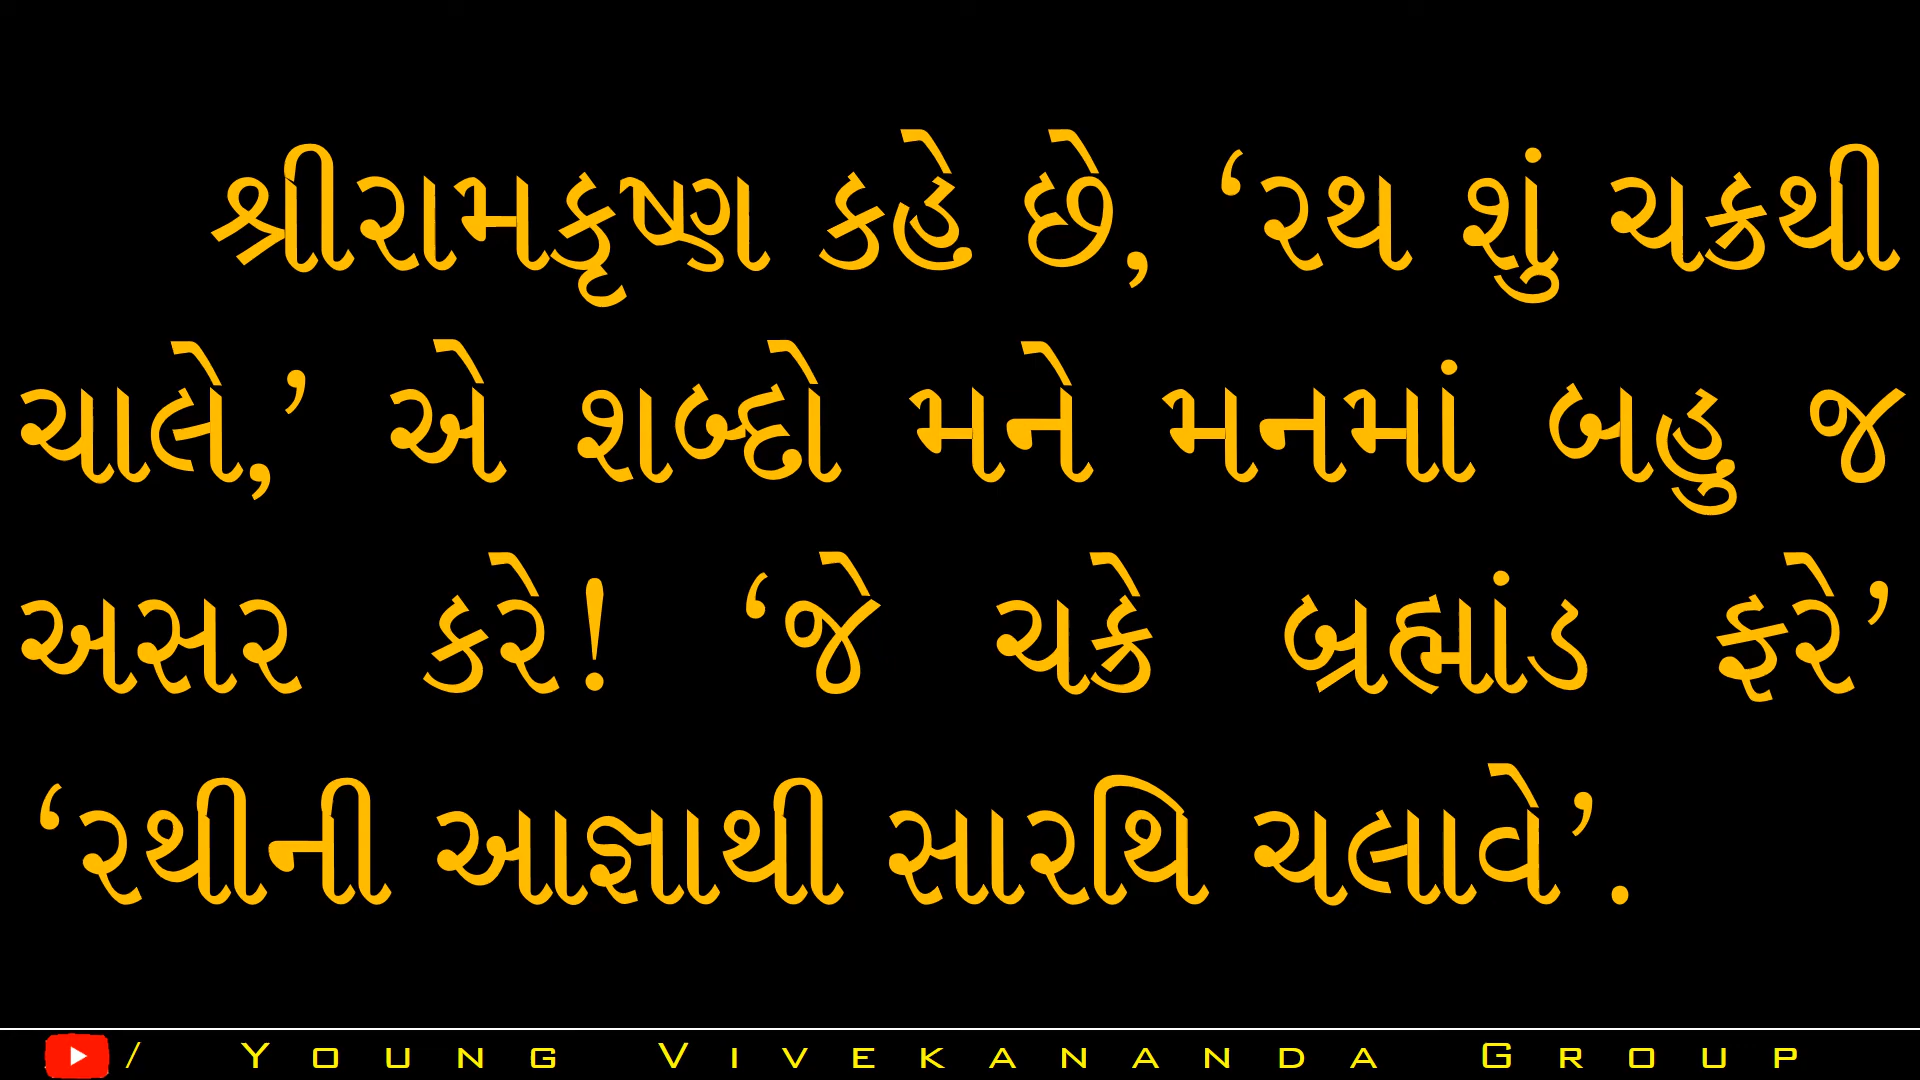 શ્રીરામકૃષ્ણ કહે છે, ‘રથ શું ચક્રથી
ચાલે,’ એ શબ્દો મને મનમાં બહુ જ
અસર કરે! ‘જે ચક્રે બ્રહ્માંડ ફરે’
‘રથીની આજ્ઞાથી સારથિ ચલાવે’.
/ Young Vivekananda Group